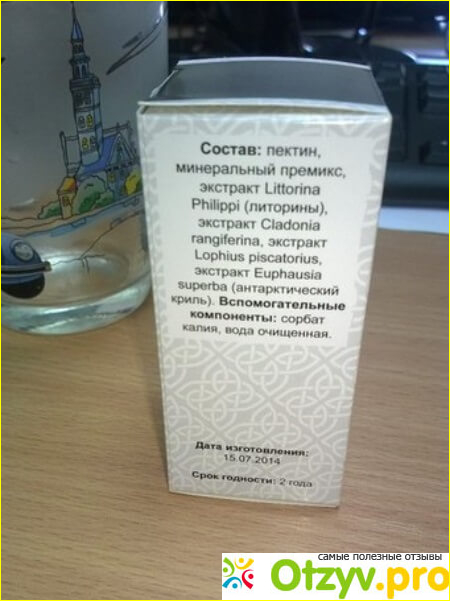 Состав: пектин,
минеральный премикс,
экстракт Littorina
Philippi (литорины),
экстракт Cladonia
rangiferina, экстракт
Lophius piscatorius,
экстракт Euphausia
superba (антарктический
криль). Вспомогательные
компоненты: сорбат
калия, вода очищенная.
Дата изготовления:
15.07.2014
Срок годности: 2 года
самые полезные отзывы
Otzyv.pro